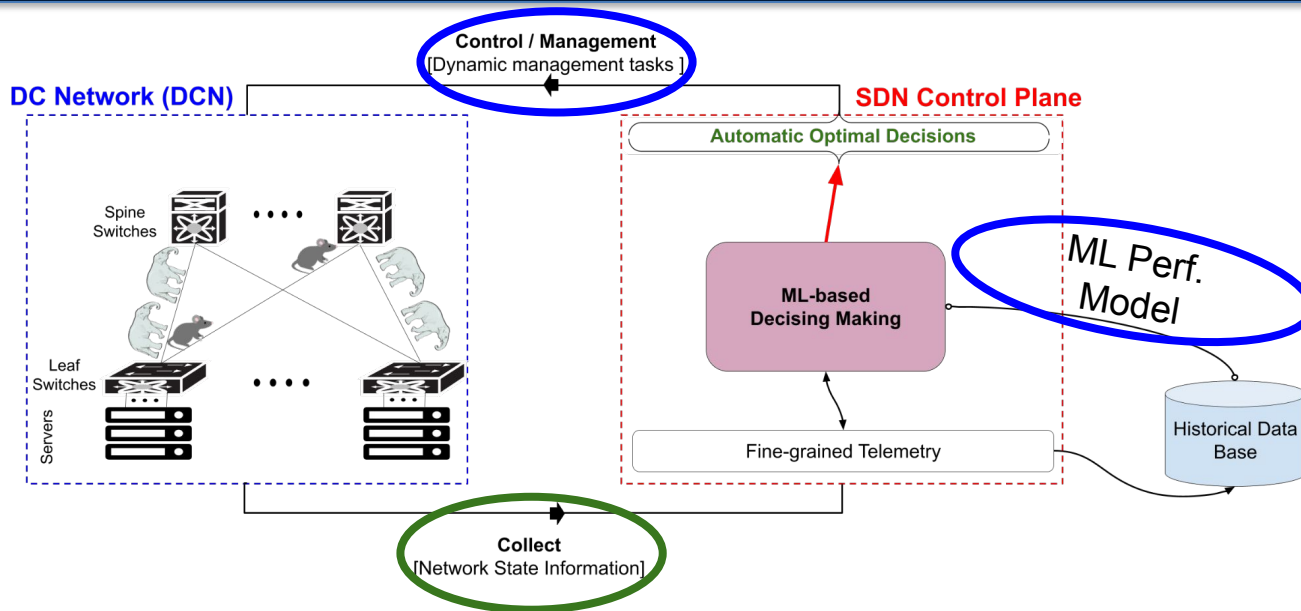 Control / Management
[Dynamic management tasks ]
DC Network (DCN)
SDN Control Plane
Automatic Optimal Decisions
Spine
Switches
ML Perf.
Model
ML-based
Decising Making
Leaf
Switches
Servers
Historical Data
Base
Fine-grained Telemetry
Collect
[Network State Information]